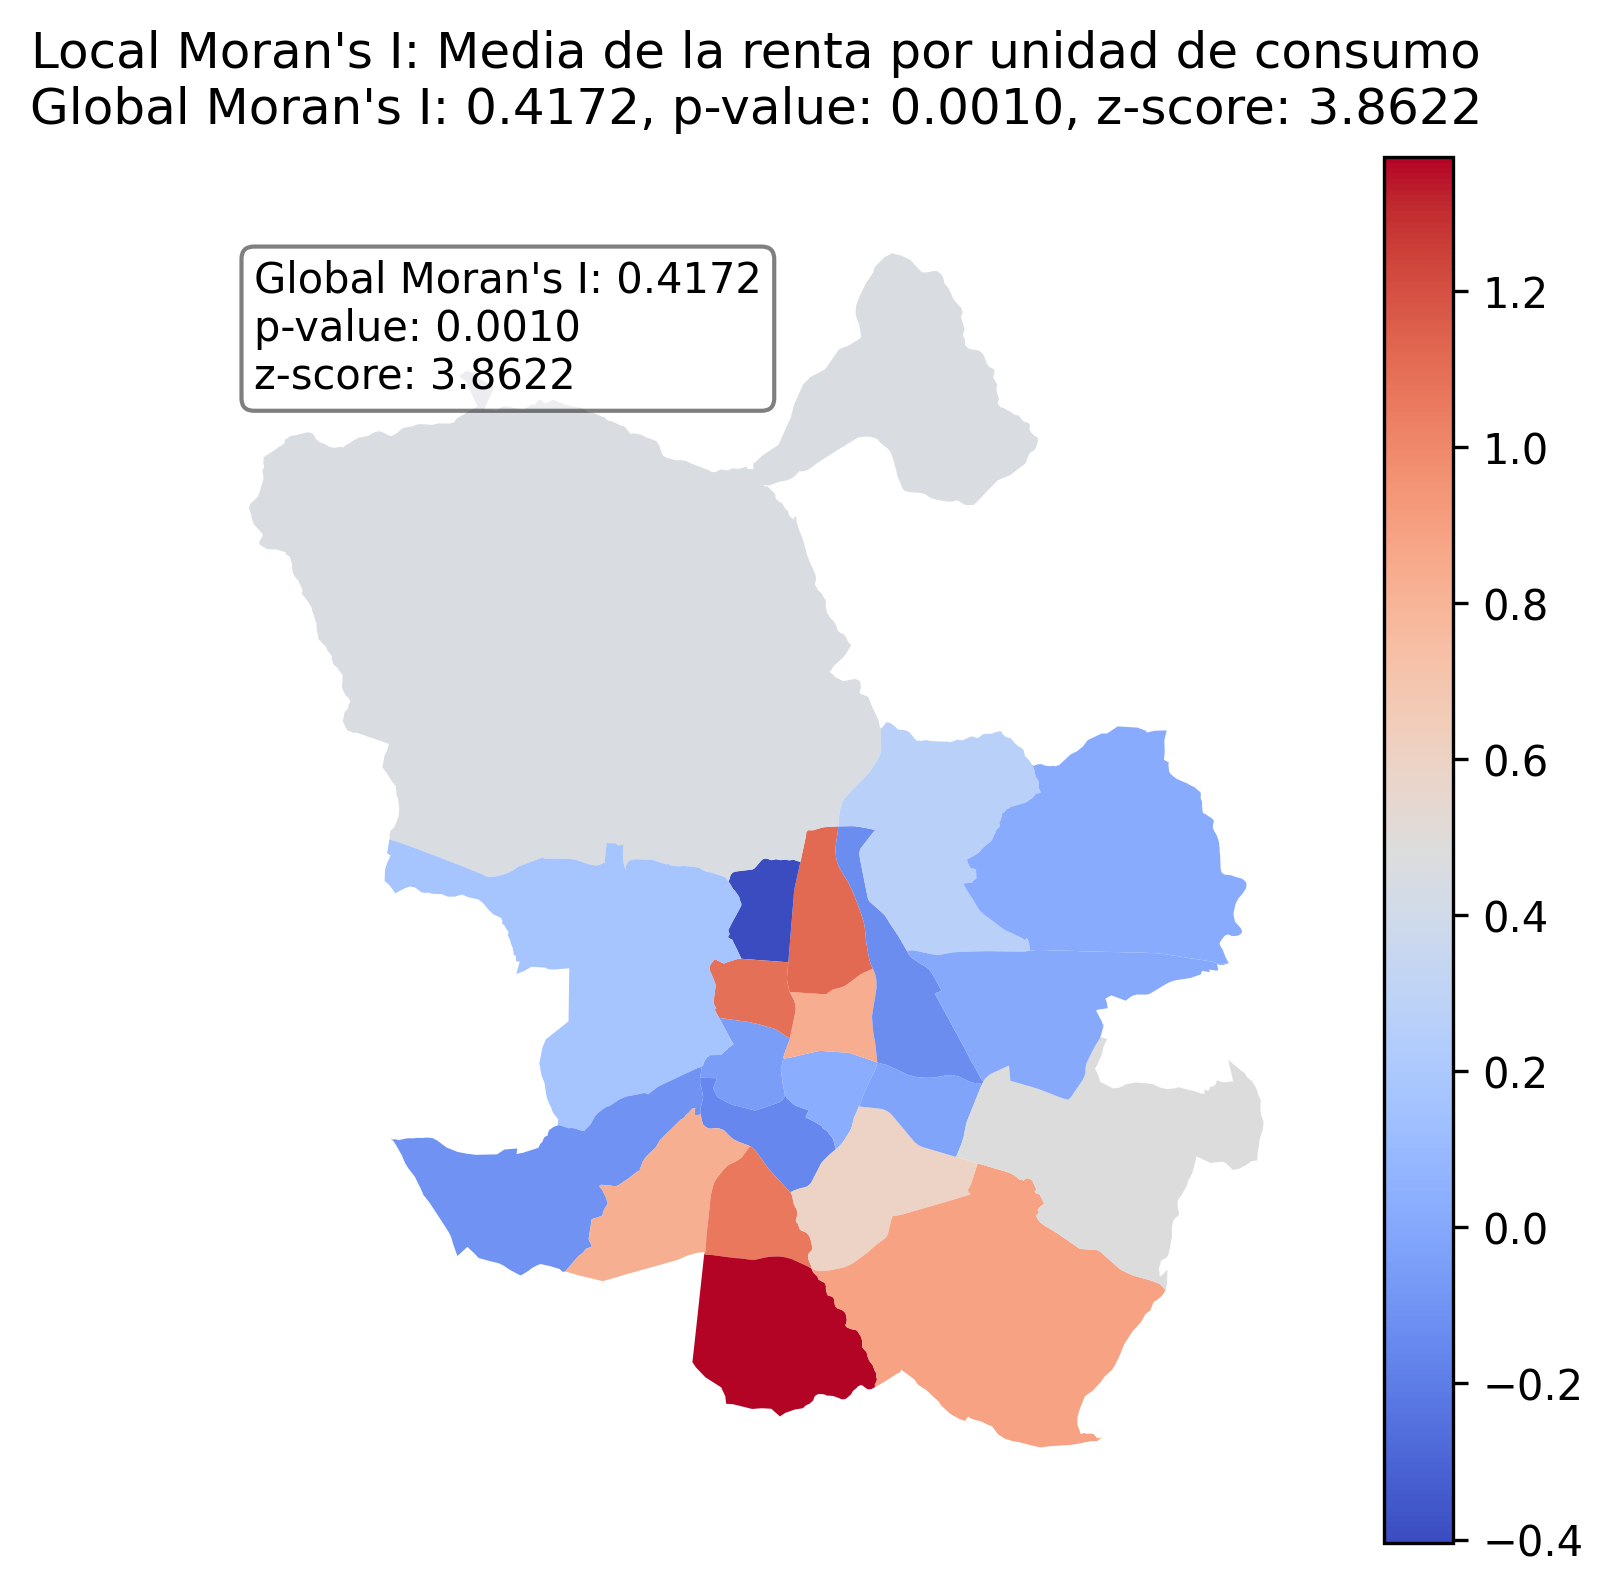 Local Moran's I: Media de la renta por unidad de consumo
Global Moran's I: 0.4172, p-value: 0.0010, z-score: 3.8622
Global Moran's I: 0.4172
p-value: 0.0010
z-score: 3.8622
1.2
1.0
0.8
0.6
0.4
0.2
0.0
−0.2
−0.4